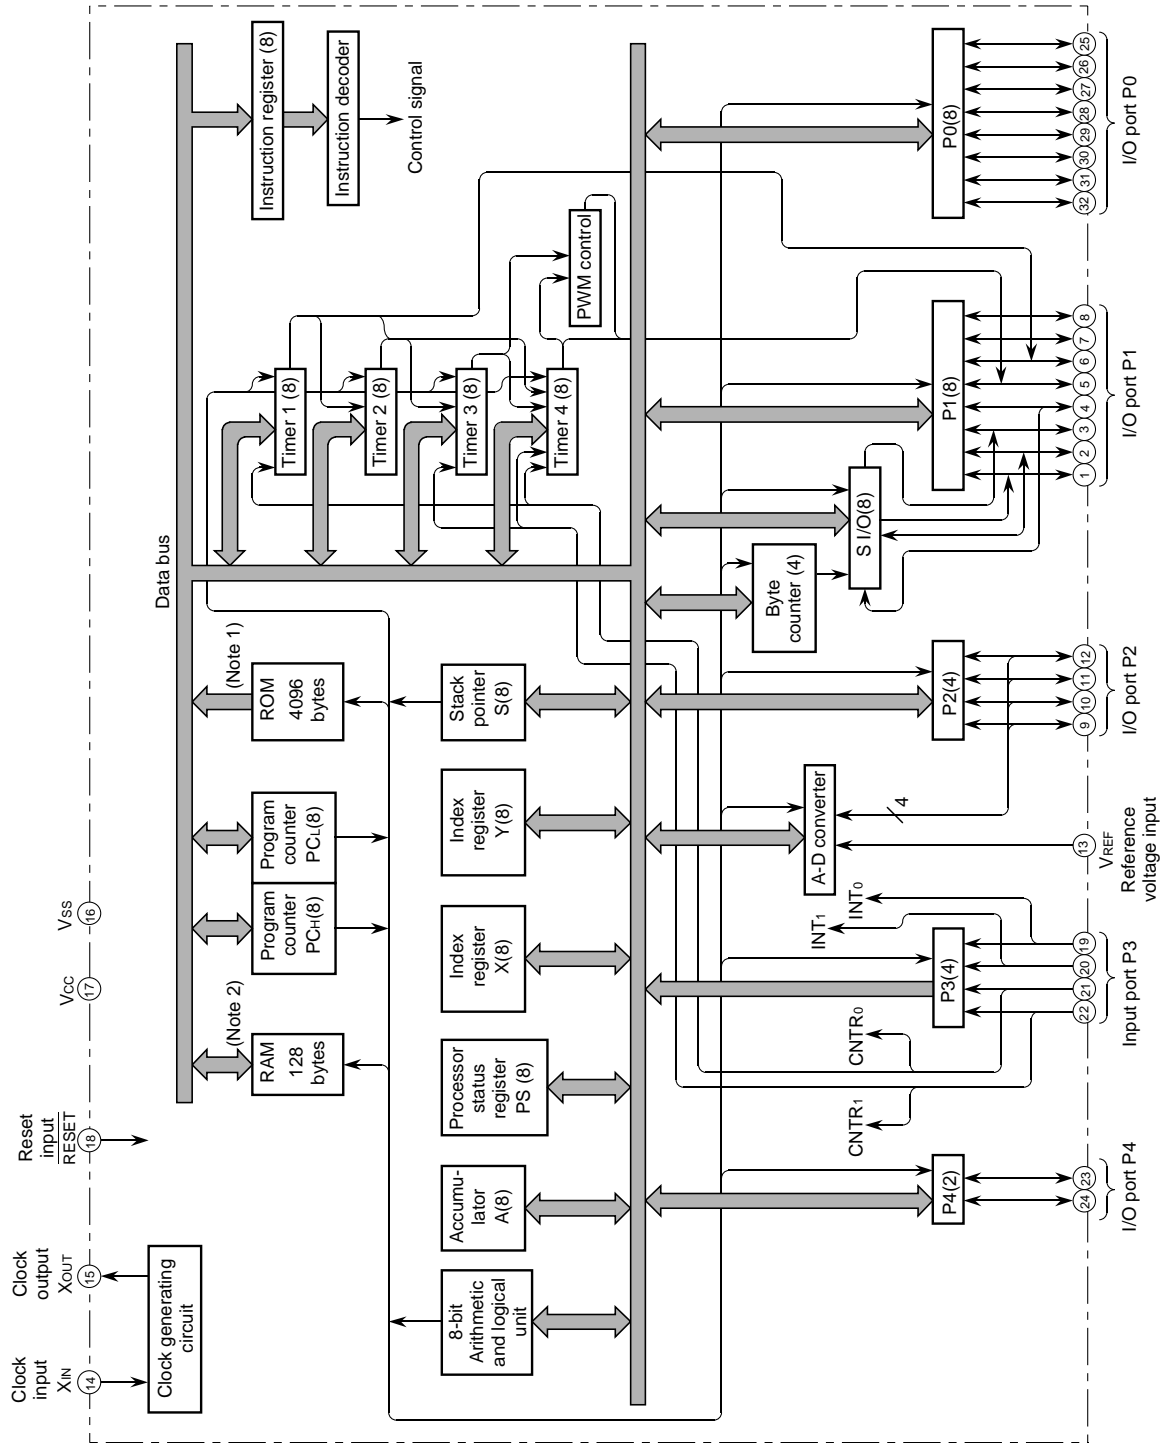 Clock
input
XIN
Clock
output
XOUT
Reset
input
RESET
VCC
VSS
14
15
18
17
16
Clock generating
circuit
Data bus
RAM
128
bytes
(Note 2)
Program
counter
PCH(8)
Program
counter
PCL(8)
ROM
4096
bytes
(Note 1)
Instruction register (8)
Instruction decoder
Control signal
8-bit
Arithmetic
and logical
unit
Accumu-
lator
A(8)
Processor
status
register
PS (8)
Index
register
X(8)
Index
register
Y(8)
Stack
pointer
S(8)
Timer 1 (8)
Timer 2 (8)
Timer 3 (8)
Timer 4 (8)
PWM control
Byte
counter (4)
S I/O(8)
A-D converter
4
CNTR1
CNTR0
INT1
INT0
P4(2)
P3(4)
P2(4)
P1(8)
P0(8)
24
23
22
21
20
19
13
9
10
11
12
1
2
3
4
5
6
7
8
32
31
30
29
28
27
26
25
I/O port P4
Input port P3
VREF
Reference
voltage input
I/O port P2
I/O port P1
I/O port P0